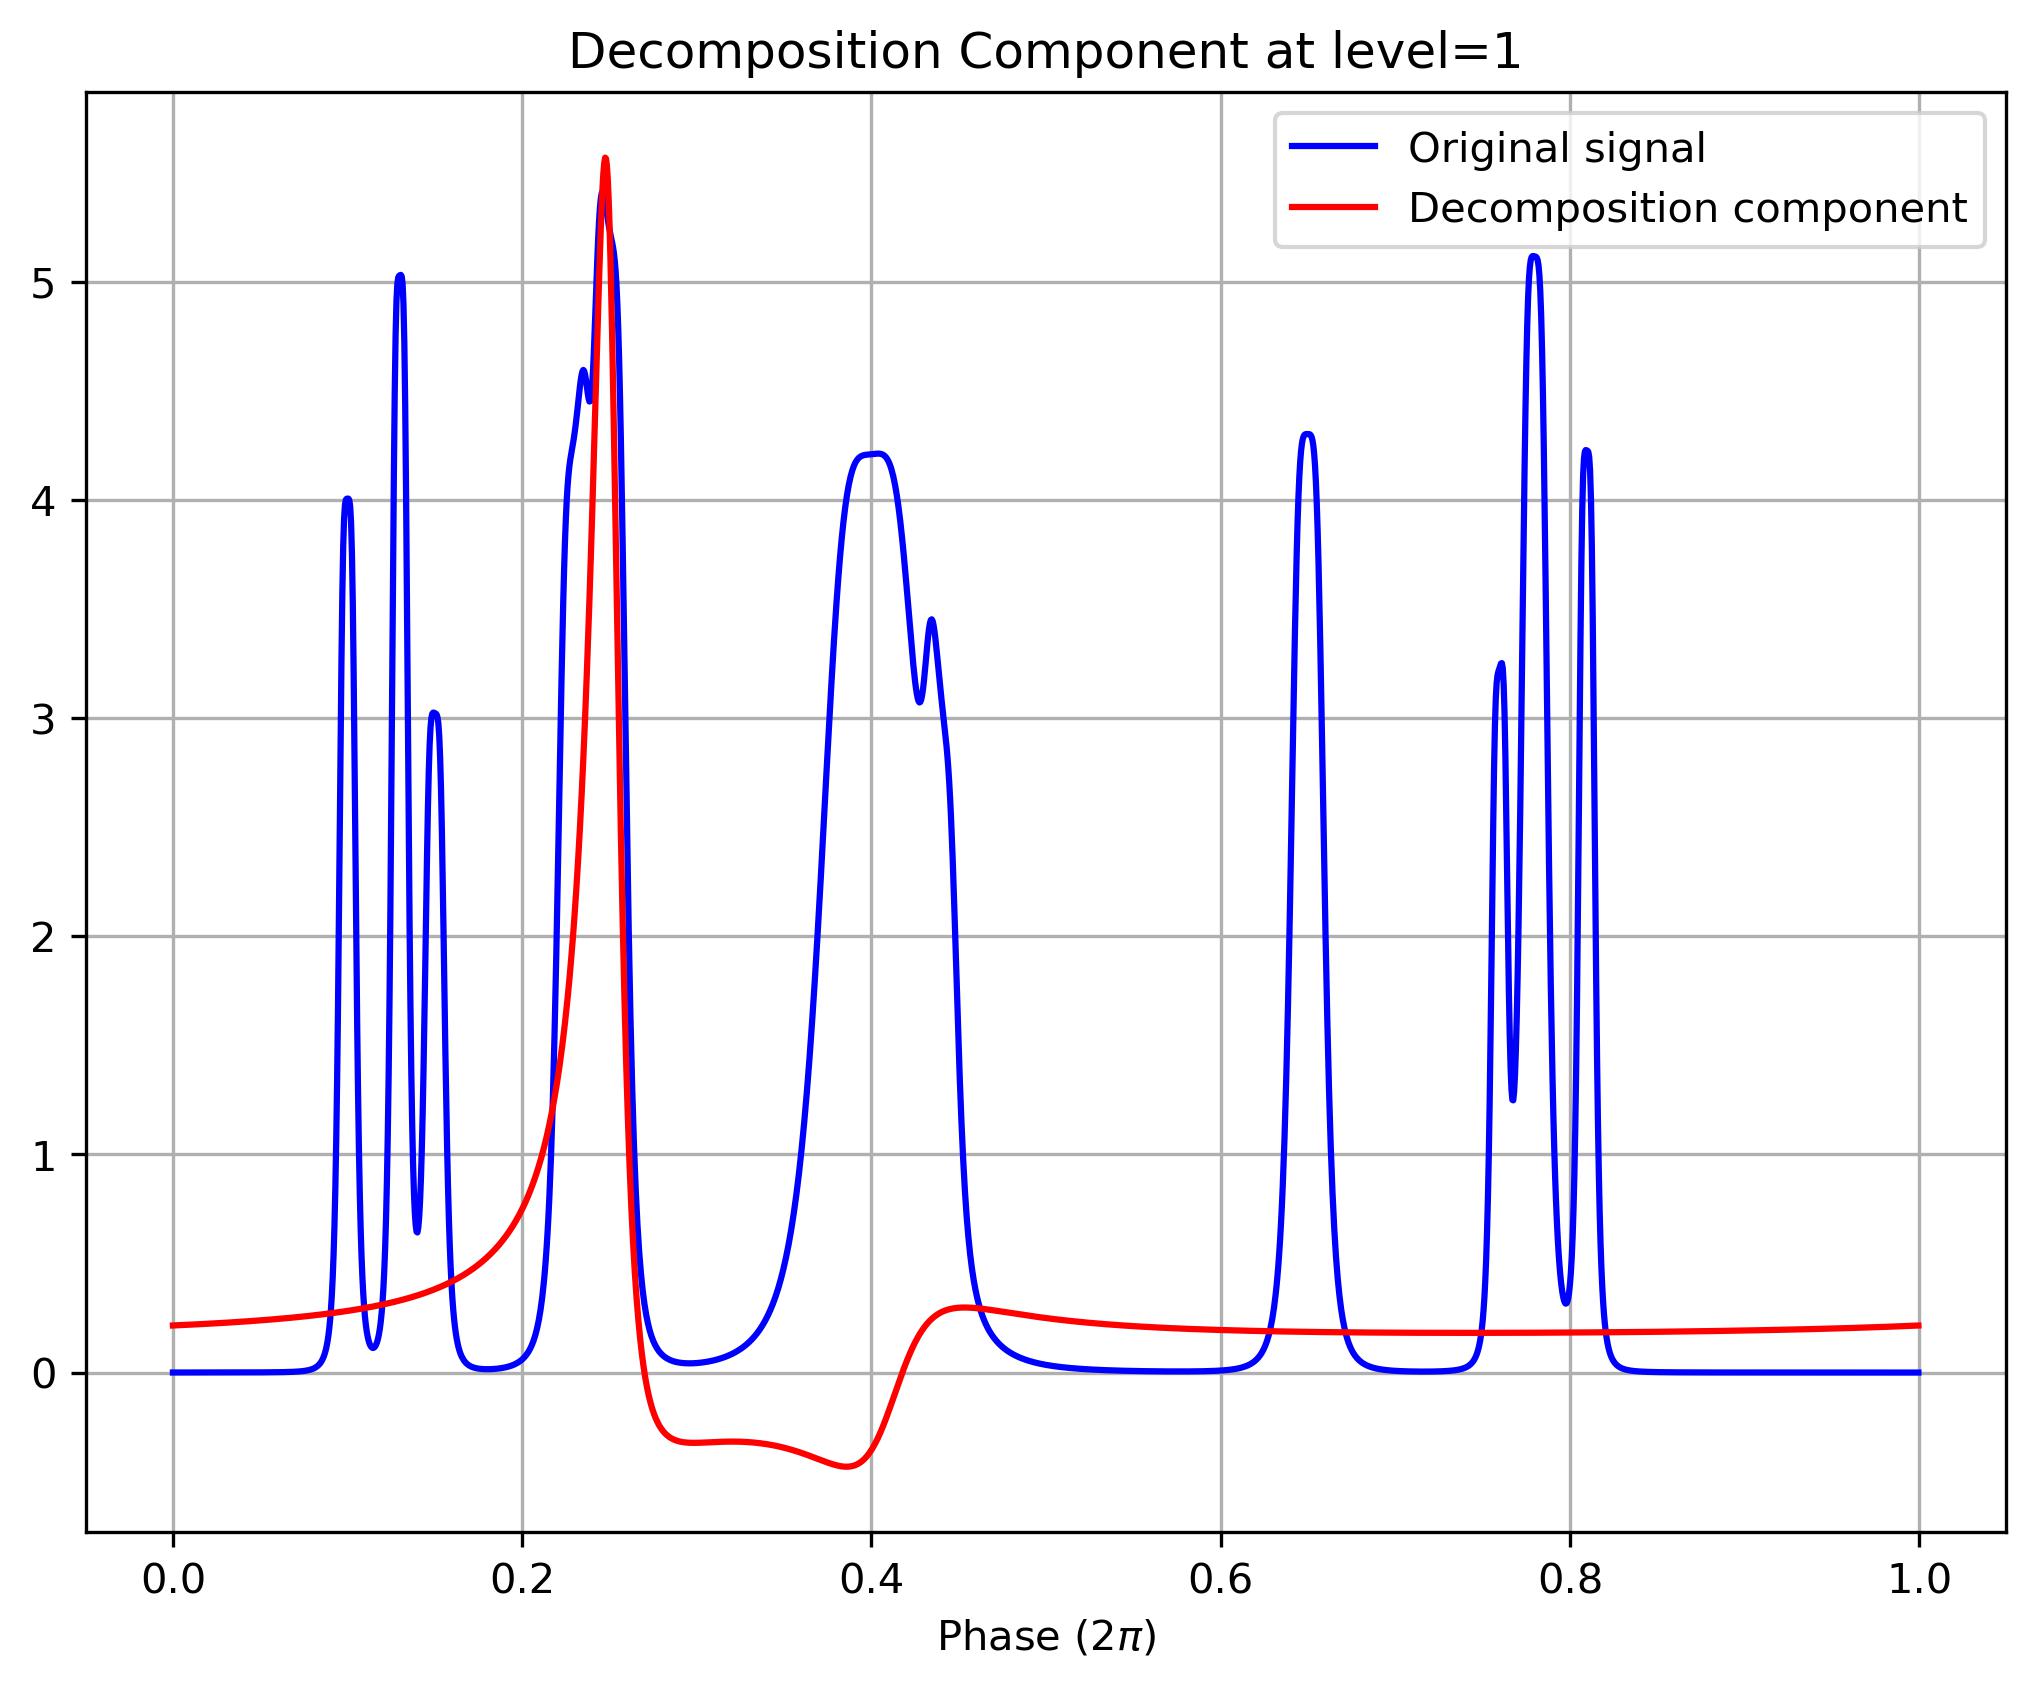 Decomposition Component at level=1
Original signal
Decomposition component
5
4
3
2
1
0
0.0 0.2 0.4 0.6 0.8 1.0
Phase (2π)